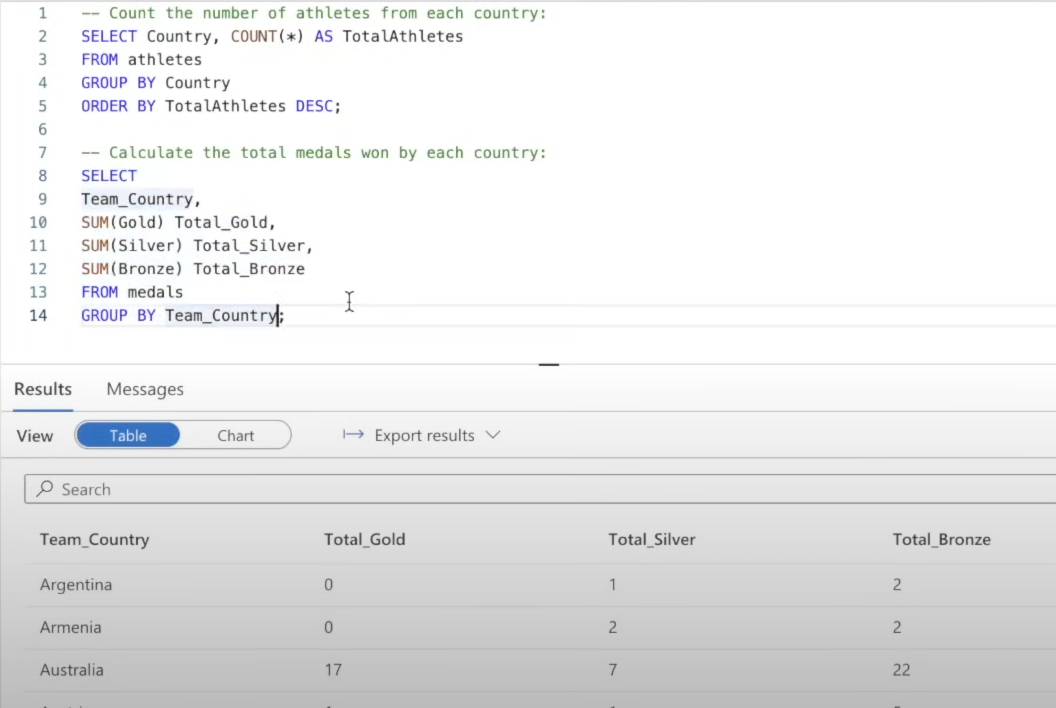 1 -- Count the number of athletes from each country:
2 SELECT Country, COUNT(*) AS TotalAthletes
3 FROM athletes
4 GROUP BY Country
5 ORDER BY TotalAthletes DESC;
6
7 -- Calculate the total medals won by each country:
8 SELECT
9 Team_Country,
10 SUM(Gold) Total_Gold,
11 SUM(Silver) Total_Silver,
12 SUM(Bronze) Total_Bronze
13 FROM medals
14 GROUP BY Team_Country;
Results Messages
View Table Chart Export results
Search
Team_Country Total_Gold Total_Silver Total_Bronze
Argentina 0 1 2
Armenia 0 2 2
Australia 17 7 22